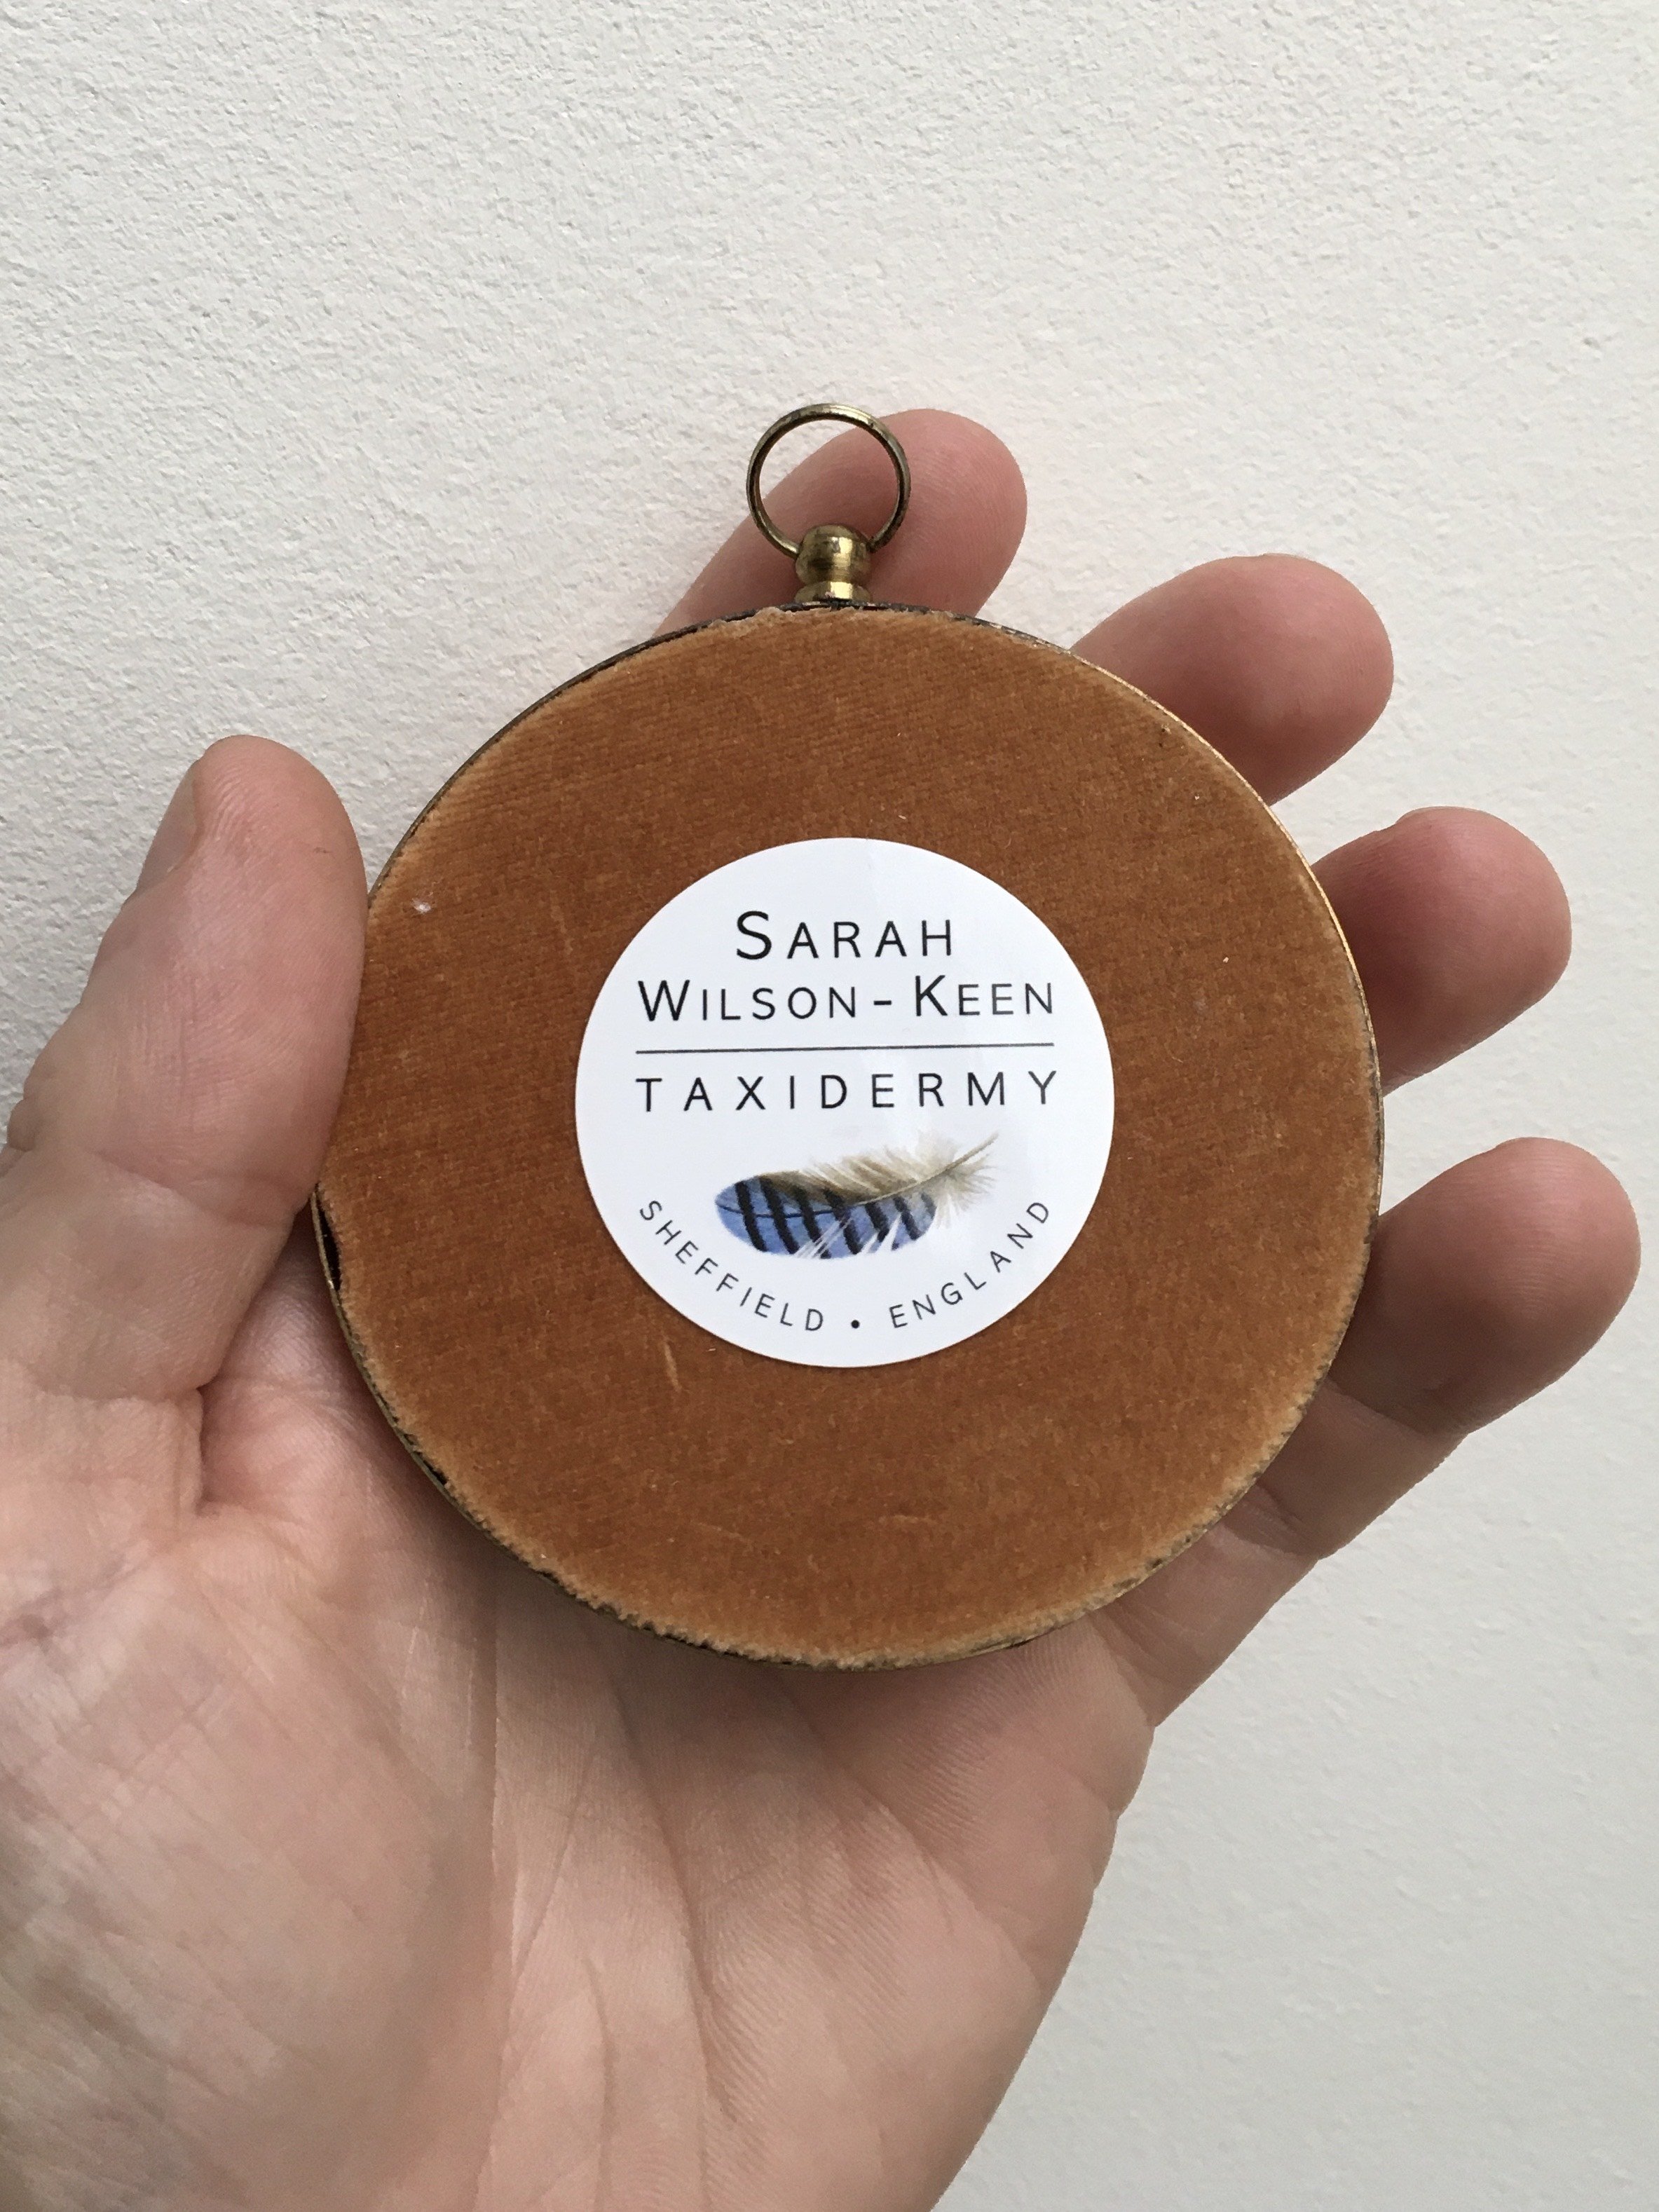 SARAH
WILSON-KEEN
TAXIDERMY
SHEFFIELD • ENGLAND